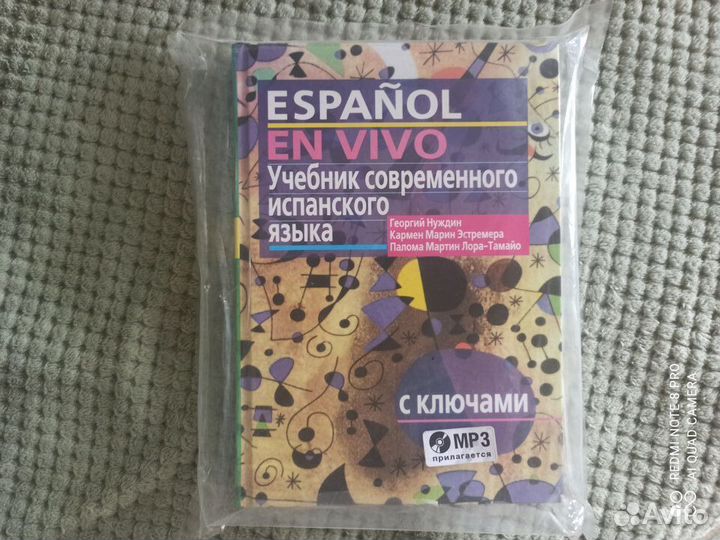 ESPAÑOL
EN VIVO
Учебник современного
испанского
языка
Георгий Нуждин
Кармен Марин Эстремера
Палома Мартин Лора-Тамайо
с ключами
MP3
прилагается
REDMI NOTE 8 PRO
AI QUAD CAMERA
Avito